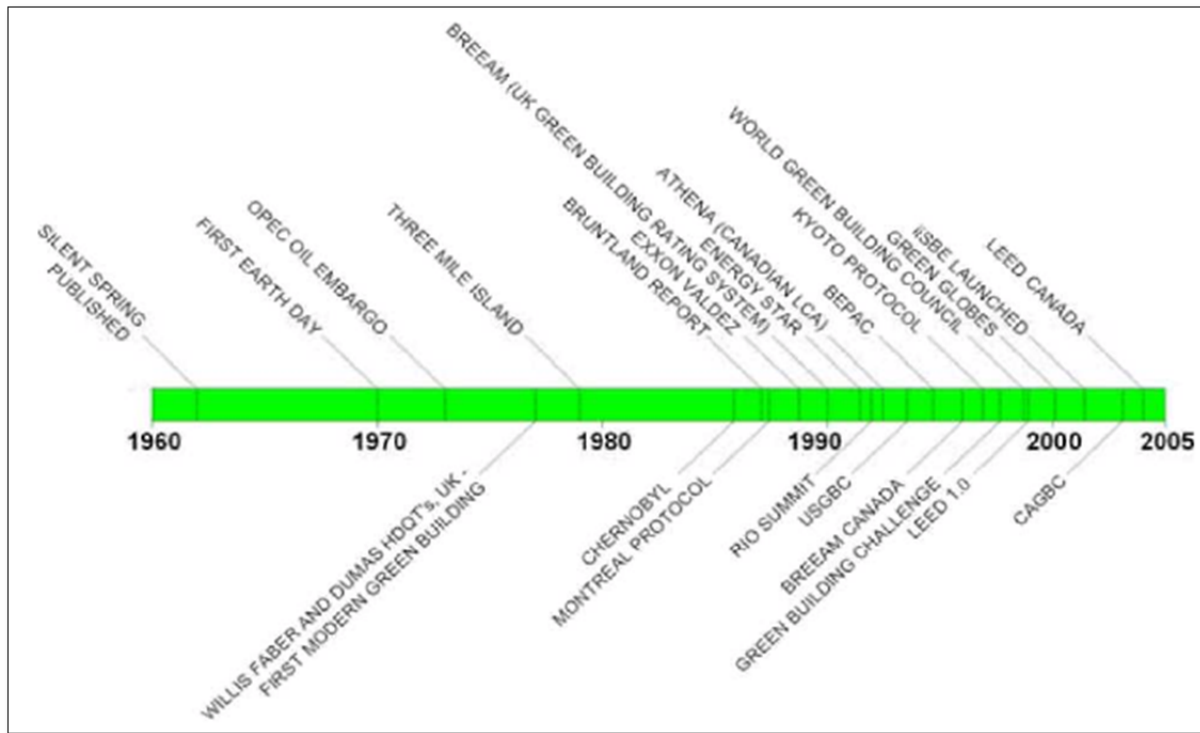 SILENT SPRING
PUBLISHED
FIRST EARTH DAY
OPEC OIL EMBARGO
THREE MILE ISLAND
BRUNTLAND REPORT
EXXON VALDEZ
BREEAM (UK GREEN BUILDING RATING SYSTEM)
ENERGY STAR
ATHENA (CANADIAN LCA)
BEPAC
KYOTO PROTOCOL
WORLD GREEN BUILDING COUNCIL
GREEN GLOBES
iiSBE LAUNCHED
LEED CANADA
1960
1970
1980
1990
2000
2005
WILLIS FABER AND DUMAS HDQT's, UK -
FIRST MODERN GREEN BUILDING
CHERNOBYL
MONTREAL PROTOCOL
RIO SUMMIT
USGBC
BREEAM CANADA
GREEN BUILDING CHALLENGE
LEED 1.0
CAGBC